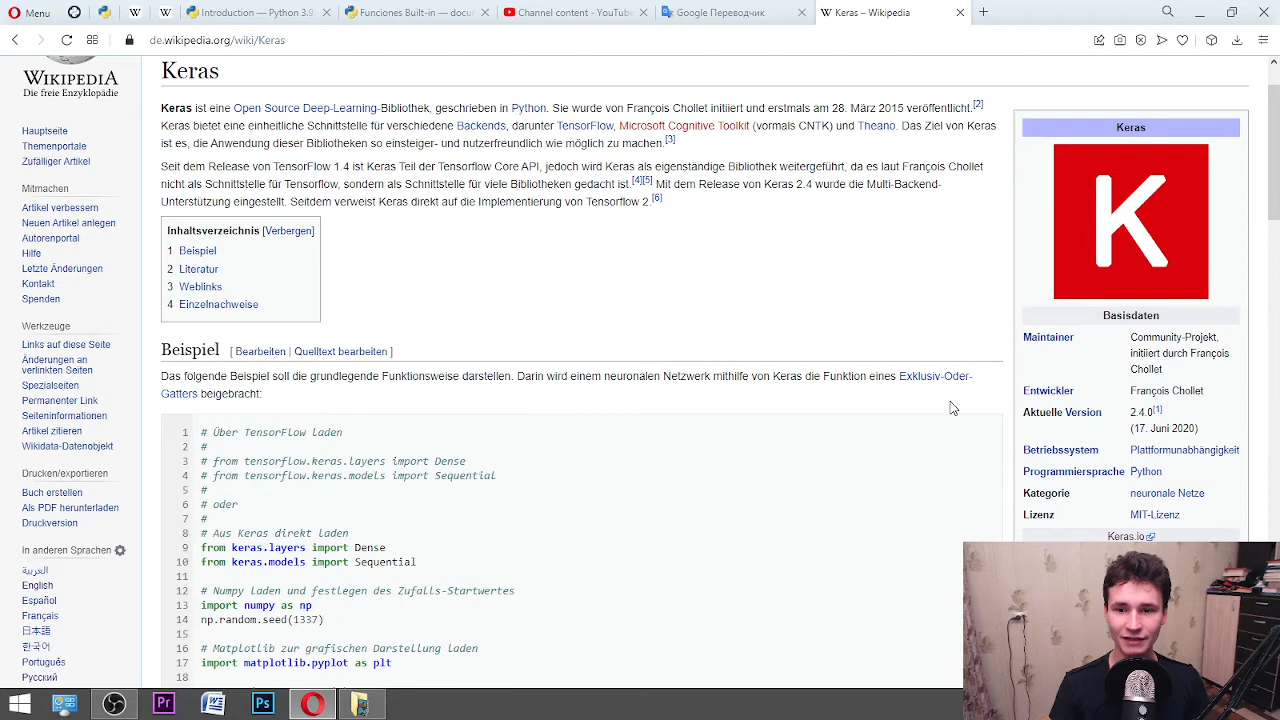 Menu
Introduction — Python 3.9.
Funciones Built-in — docu
Channel content - YouTube
Google Переводчик
Keras – Wikipedia
de.wikipedia.org/wiki/Keras
WIKIPEDIA
Die freie Enzyklopädie
Hauptseite
Themenportale
Zufälliger Artikel
Mitmachen
Artikel verbessern
Neuen Artikel anlegen
Autorenportal
Hilfe
Letzte Änderungen
Kontakt
Spenden
Werkzeuge
Links auf diese Seite
Änderungen an
verlinkten Seiten
Spezialseiten
Permanenter Link
Seiteninformationen
Artikel zitieren
Wikidata-Datenobjekt
Drucken/exportieren
Buch erstellen
Als PDF herunterladen
Druckversion
In anderen Sprachen
العربية
English
Español
Français
日本語
한국어
Português
Русский
Keras
Keras ist eine Open Source Deep-Learning-Bibliothek, geschrieben in Python. Sie wurde von François Chollet initiiert und erstmals am 28. März 2015 veröffentlicht.[2]
Keras bietet eine einheitliche Schnittstelle für verschiedene Backends, darunter TensorFlow, Microsoft Cognitive Toolkit (vormals CNTK) und Theano. Das Ziel von Keras
ist es, die Anwendung dieser Bibliotheken so einsteiger- und nutzerfreundlich wie möglich zu machen.[3]
Seit dem Release von TensorFlow 1.4 ist Keras Teil der Tensorflow Core API, jedoch wird Keras als eigenständige Bibliothek weitergeführt, da es laut François Chollet
nicht als Schnittstelle für Tensorflow, sondern als Schnittstelle für viele Bibliotheken gedacht ist.[4][5] Mit dem Release von Keras 2.4 wurde die Multi-Backend-
Unterstützung eingestellt. Seitdem verweist Keras direkt auf die Implementierung von Tensorflow 2.[6]
Inhaltsverzeichnis [Verbergen]
1 Beispiel
2 Literatur
3 Weblinks
4 Einzelnachweise
Beispiel [ Bearbeiten | Quelltext bearbeiten ]
Das folgende Beispiel soll die grundlegende Funktionsweise darstellen. Darin wird einem neuronalen Netzwerk mithilfe von Keras die Funktion eines Exklusiv-Oder-
Gatters beigebracht:
1 # Über TensorFlow laden
2 #
3 # from tensorflow.keras.layers import Dense
4 # from tensorflow.keras.models import Sequential
5 #
6 # oder
7 #
8 # Aus Keras direkt laden
9 from keras.layers import Dense
10 from keras.models import Sequential
11
12 # Numpy laden und festlegen des Zufalls-Startwertes
13 import numpy as np
14 np.random.seed(1337)
15
16 # Matplotlib zur grafischen Darstellung laden
17 import matplotlib.pyplot as plt
18
Keras
K
Basisdaten
Maintainer Community-Projekt,
initiiert durch François
Chollet
Entwickler François Chollet
Aktuelle Version 2.4.0[1]
(17. Juni 2020)
Betriebssystem Plattformunabhängigkeit
Programmiersprache Python
Kategorie neuronale Netze
Lizenz MIT-Lizenz
Keras.io
Pr
Ps